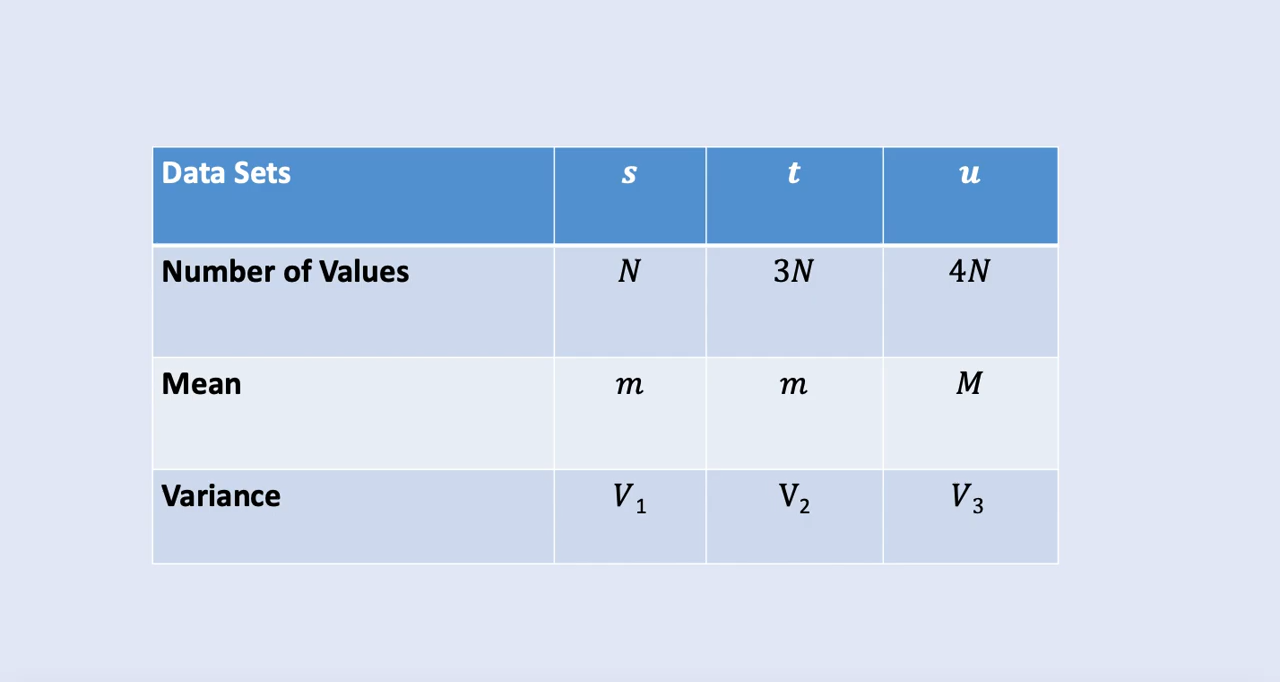 Data Sets s t u
Number of Values N 3N 4N
Mean m m M
Variance V₁ V₂ V₃